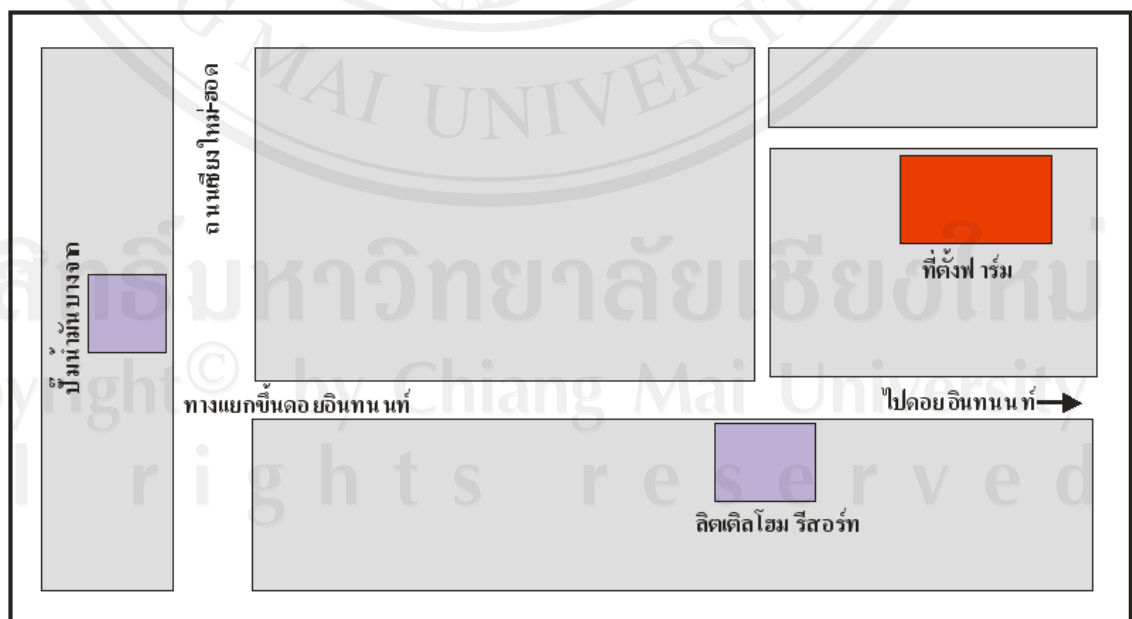 MAI UNIVERSIT
ถนนเชียงใหม่-ฮอด
ที่ตั้งฟาร์ม
ปั๊มน้ำมันบางจาก
สิทธิ์มหาวิทยาลัยเชียงใหม่
yright© by Chiang Mai University
ทางแยกขึ้นดอยอินทนนท์
ไปดอยอินทนนท์
l rights reserved
ลิตเติลโฮม รีสอร์ท